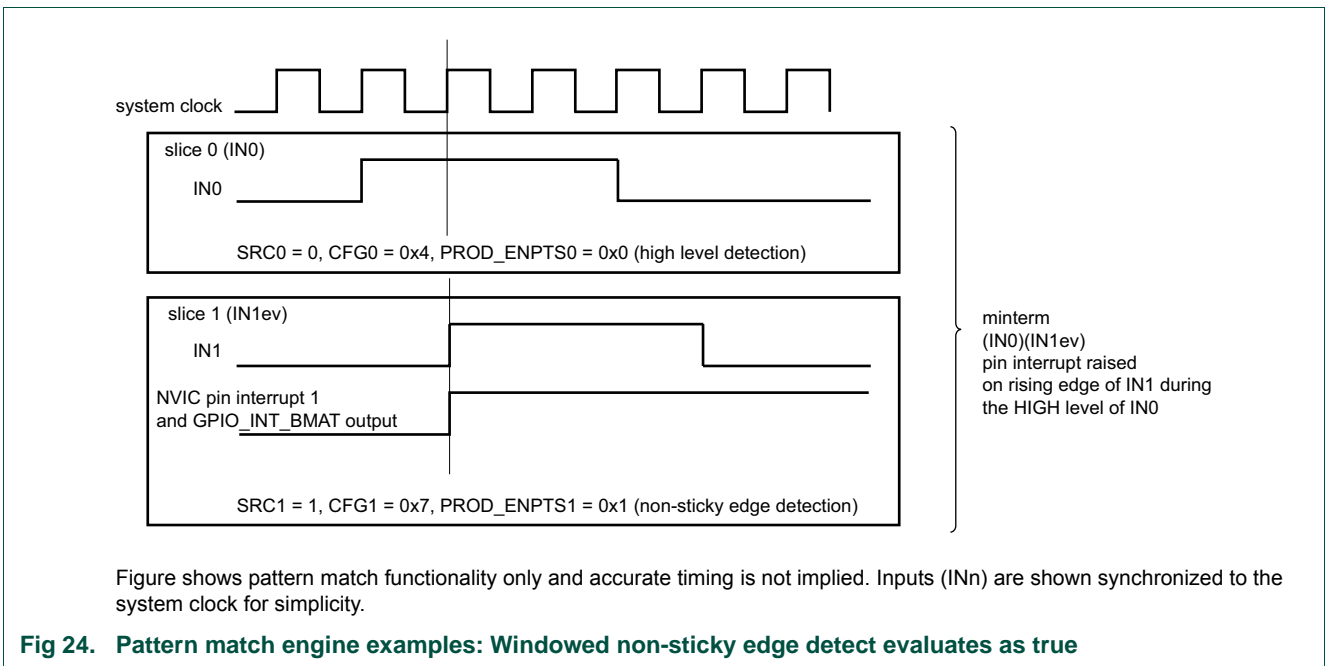 system clock
slice 0 (IN0)
IN0
SRC0 = 0, CFG0 = 0x4, PROD_ENPTS0 = 0x0 (high level detection)
slice 1 (IN1ev)
IN1
NVIC pin interrupt 1
and GPIO_INT_BMAT output
SRC1 = 1, CFG1 = 0x7, PROD_ENPTS1 = 0x1 (non-sticky edge detection)
minterm
(IN0)(IN1ev)
pin interrupt raised
on rising edge of IN1 during
the HIGH level of IN0
Figure shows pattern match functionality only and accurate timing is not implied. Inputs (INn) are shown synchronized to the
system clock for simplicity.
Fig 24. Pattern match engine examples: Windowed non-sticky edge detect evaluates as true